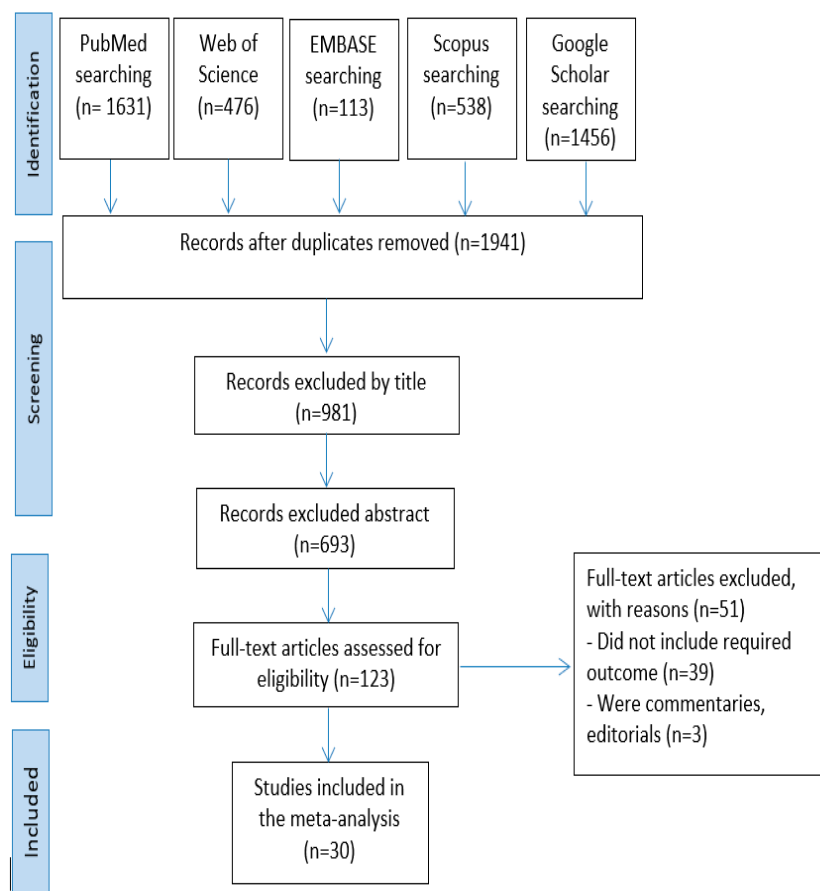 Identification
PubMed
searching
(n= 1631)
Web of
Science
(n=476)
EMBASE
searching
(n=113)
Scopus
searching
(n=538)
Google
Scholar
searching
(n=1456)
Screening
Records after duplicates removed (n=1941)
Records excluded by title
(n=981)
Records excluded abstract
(n=693)
Eligibility
Full-text articles assessed for
eligibility (n=123)
Full-text articles excluded,
with reasons (n=51)
- Did not include required
outcome (n=39)
- Were commentaries,
editorials (n=3)
Included
Studies included in
the meta-analysis
(n=30)